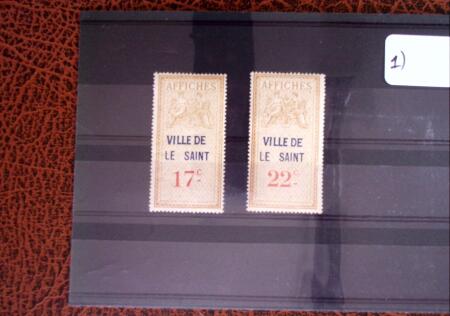 1)
AFFICHES
VILLE DE
LE SAINT
17c
AFFICHES
VILLE DE
LE SAINT
22c